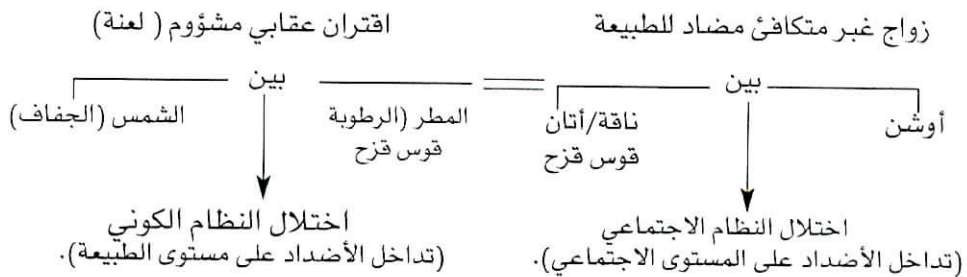 زواج غبر متكافئ مضاد للطبيعة
اقتران عقابي مشؤوم ( لعنة)
بين
بين
أوشن
ناقة/أتان
قوس قزح
المطر (الرطوبة
قوس قزح
الشمس (الجفاف)
اختلال النظام الاجتماعي
(تداخل الأضداد على المستوى الاجتماعي).
اختلال النظام الكوني
(تداخل الأضداد على مستوى الطبيعة).